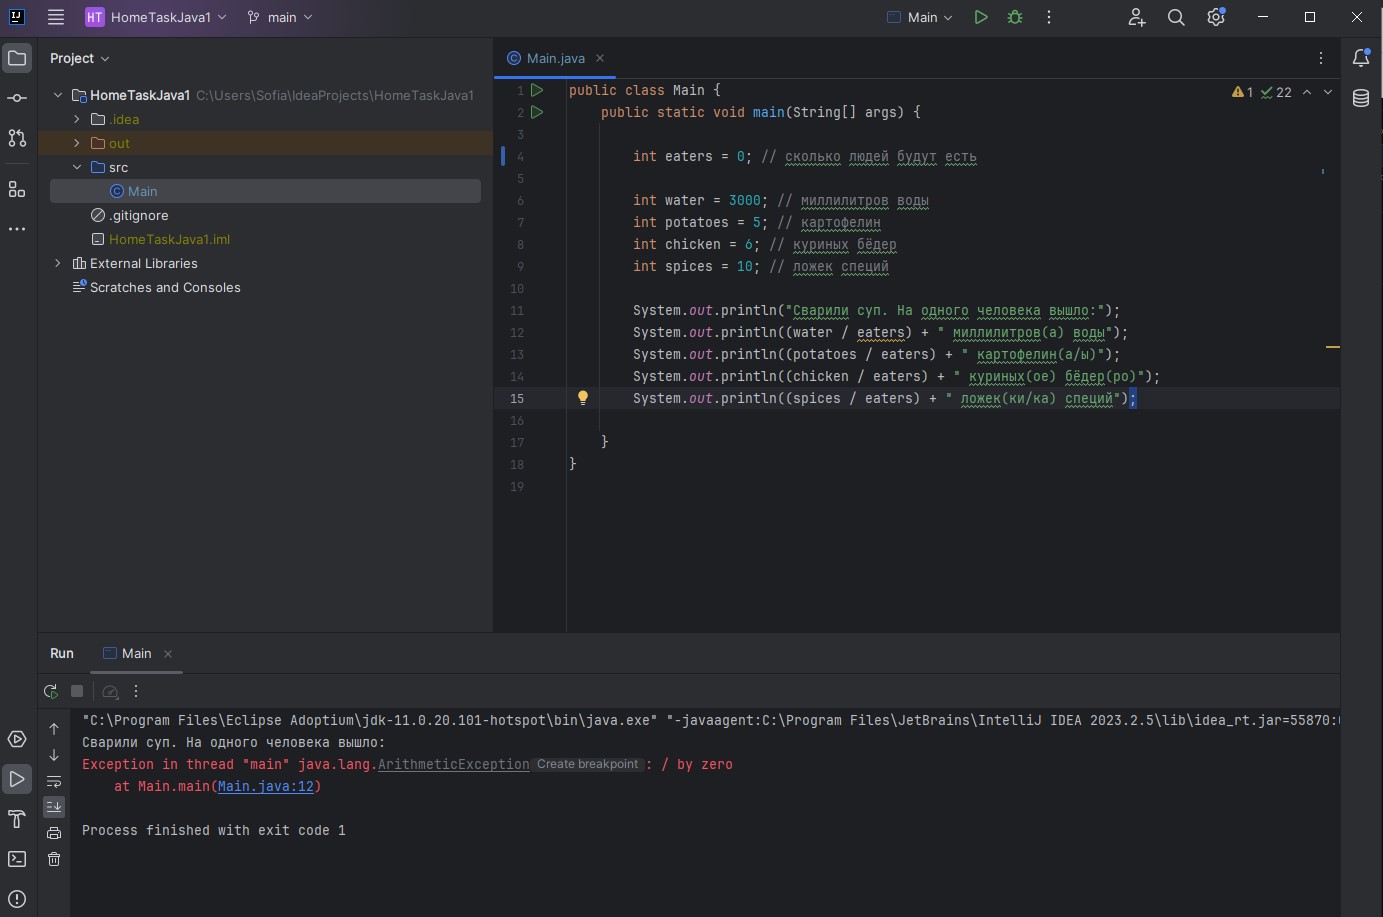 HT HomeTaskJava1 main Main
Project
Main.java
HomeTaskJava1 C:\Users\Sofia\IdeaProjects\HomeTaskJava1
.idea
out
src
Main
.gitignore
HomeTaskJava1.iml
External Libraries
Scratches and Consoles
1 22
1 public class Main {
2 public static void main(String[] args) {
3
4 int eaters = 0; // сколько людей будут есть
5
6 int water = 3000; // миллилитров воды
7 int potatoes = 5; // картофелин
8 int chicken = 6; // куриных бёдер
9 int spices = 10; // ложек специй
10
11 System.out.println("Сварили суп. На одного человека вышло:");
12 System.out.println((water / eaters) + " миллилитров(а) воды");
13 System.out.println((potatoes / eaters) + " картофелин(а/ы)");
14 System.out.println((chicken / eaters) + " куриных(ое) бёдер(ро)");
15 System.out.println((spices / eaters) + " ложек(ки/ка) специй");
16
17 }
18 }
19
Run Main
"C:\Program Files\Eclipse Adoptium\jdk-11.0.20.101-hotspot\bin\java.exe" "-javaagent:C:\Program Files\JetBrains\IntelliJ IDEA 2023.2.5\lib\idea_rt.jar=55870:
Сварили суп. На одного человека вышло:
Exception in thread "main" java.lang.ArithmeticException Create breakpoint : / by zero
at Main.main(Main.java:12)
Process finished with exit code 1